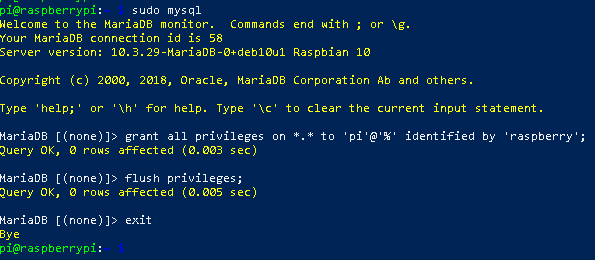 pi@raspberrypi:~ $ sudo mysql
Welcome to the MariaDB monitor.  Commands end with ; or \g.
Your MariaDB connection id is 58
Server version: 10.3.29-MariaDB-0+deb10u1 Raspbian 10
Copyright (c) 2000, 2018, Oracle, MariaDB Corporation Ab and others.
Type 'help;' or '\h' for help. Type '\c' to clear the current input statement.
MariaDB [(none)]> grant all privileges on *.* to 'pi'@'%' identified by 'raspberry';
Query OK, 0 rows affected (0.003 sec)
MariaDB [(none)]> flush privileges;
Query OK, 0 rows affected (0.005 sec)
MariaDB [(none)]> exit
Bye
pi@raspberrypi:~ $